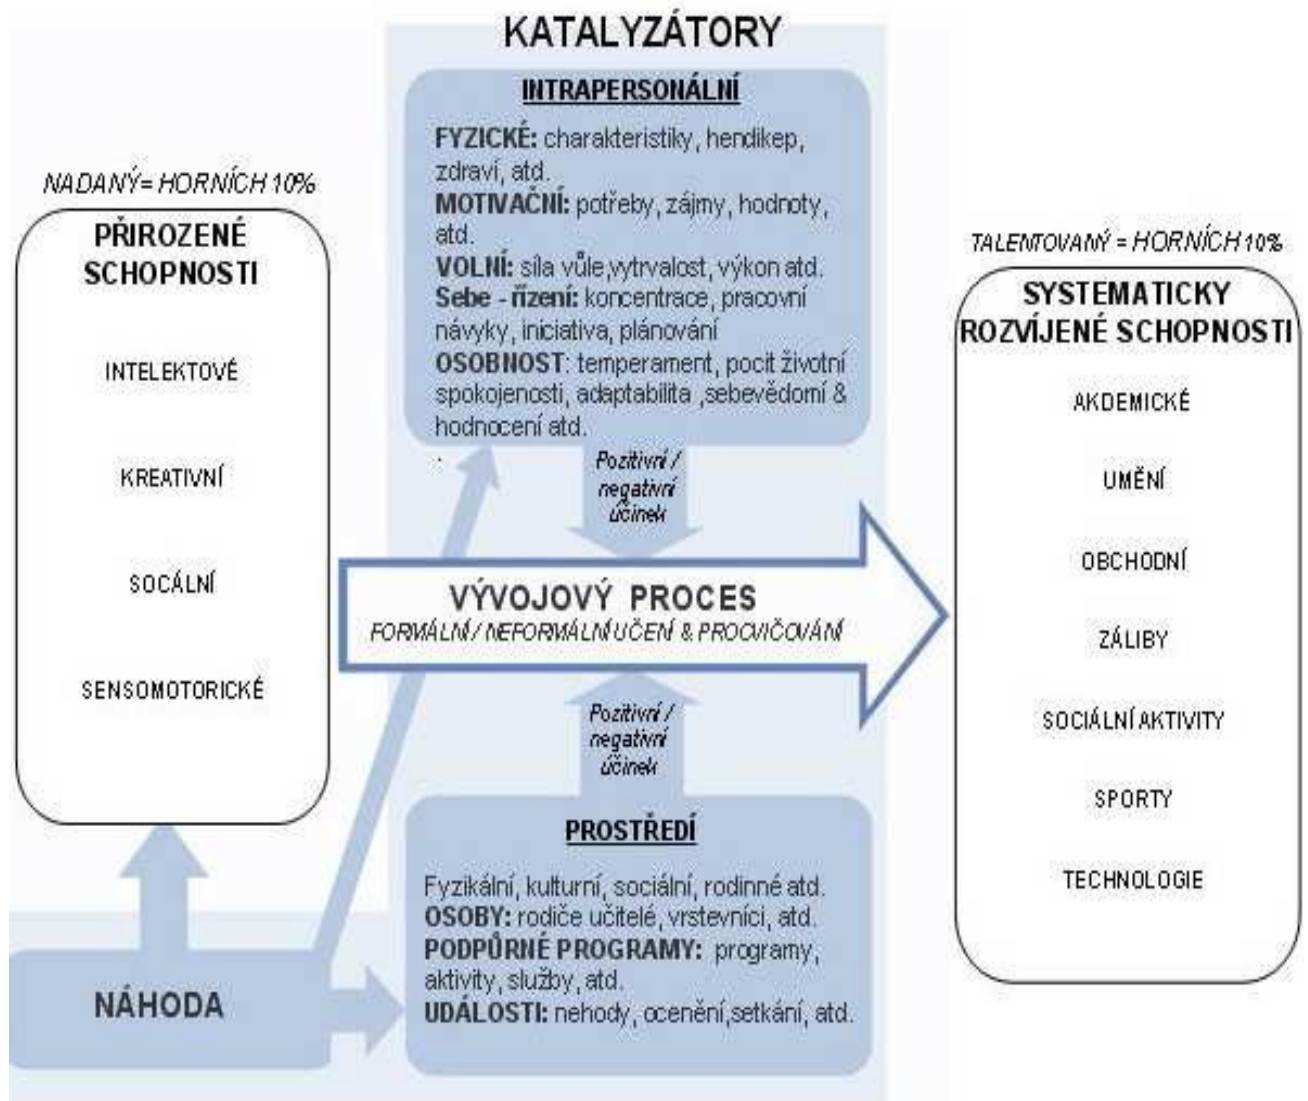 KATALYZÁTORY
INTRAPERSONÁLNÍ
FYZICKÉ: charakteristiky, hendikep,
zdraví, atd.
MOTIVAČNÍ: potřeby, zájmy, hodnoty,
atd.
VOLNÍ: síla vůle,vytrvalost, výkon atd.
Sebe - řízení: koncentrace, pracovní
návyky, iniciativa, plánování
OSOBNOST: temperament, pocit životní
spokojenosti, adaptabilita ,sebevědomí &
hodnocení atd.
.
Pozitivní /
negativní
účinek
NADANÝ= HORNÍCH 10%
PŘIROZENÉ
SCHOPNOSTI
INTELEKTOVÉ
KREATIVNÍ
SOCÁLNÍ
SENSOMOTORICKÉ
VÝVOJOVÝ PROCES
FORMÁLNÍ / NEFORMÁLNÍ UČENÍ & PROCVIČOVÁNÍ
TALENTOVANÝ = HORNÍCH 10%
SYSTEMATICKY
ROZVÍJENÉ SCHOPNOSTI
AKDEMICKÉ
UMĚNÍ
OBCHODNÍ
ZÁLIBY
SOCIÁLNÍ AKTIVITY
SPORTY
TECHNOLOGIE
Pozitivní /
negativní
účinek
PROSTŘEDÍ
Fyzikální, kulturní, sociální, rodinné atd.
OSOBY: rodiče učitelé, vrstevníci, atd.
PODPŮRNÉ PROGRAMY: programy,
aktivity, služby, atd.
UDÁLOSTI: nehody, ocenění,setkání, atd.
NÁHODA